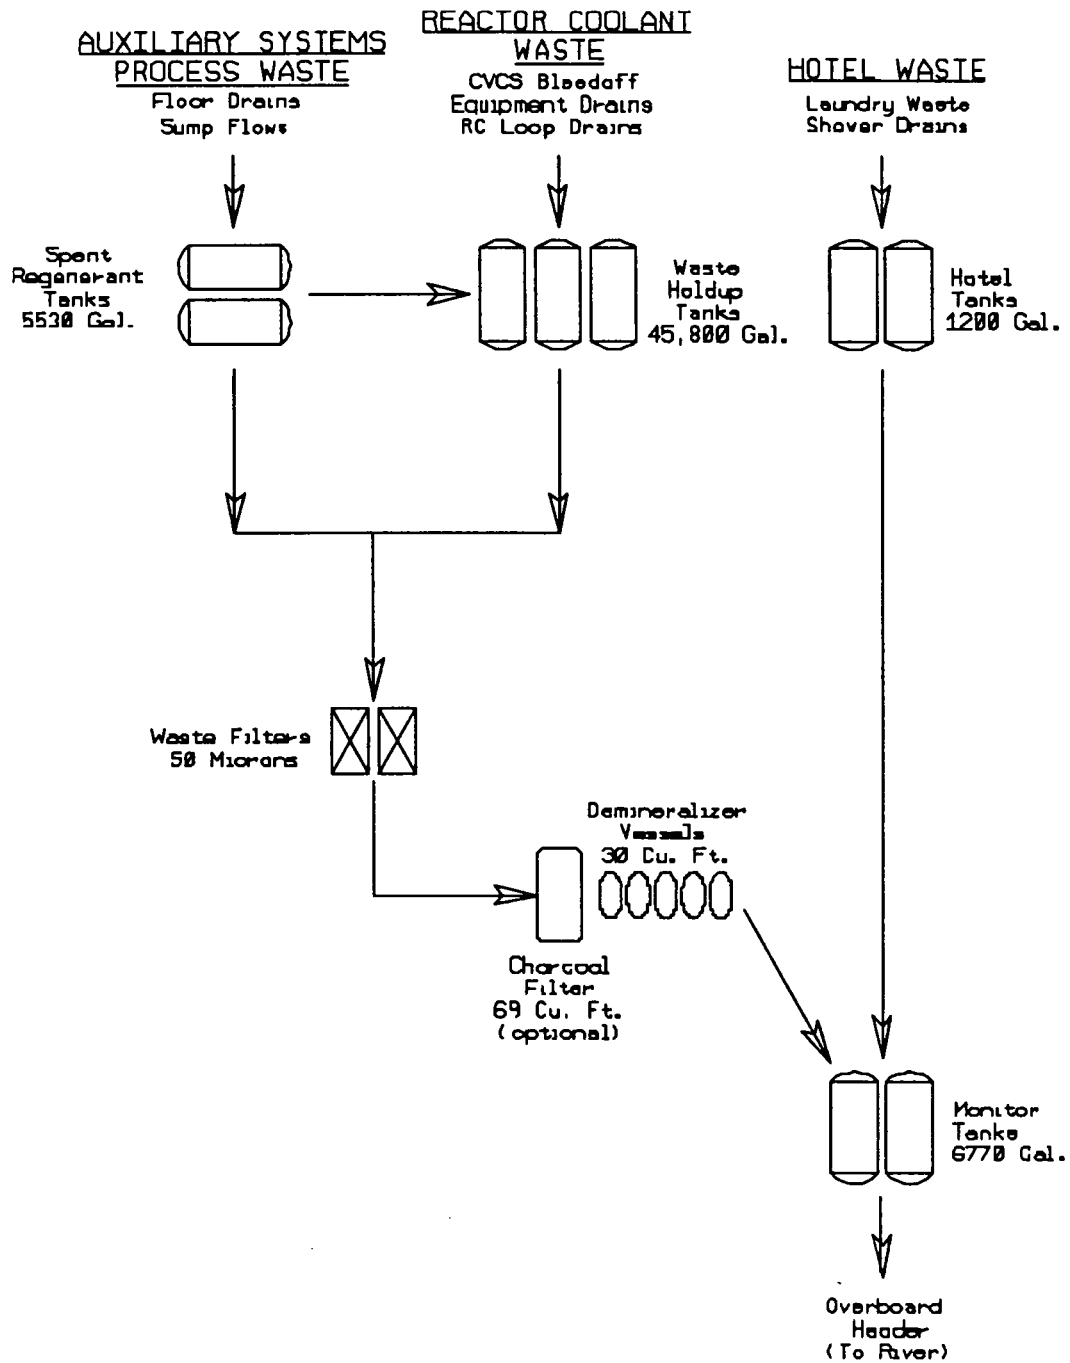 AUXILIARY SYSTEMS
PROCESS WASTE
Floor Drains
Sump Flows
REACTOR COOLANT
WASTE
CVCS Bleedoff
Equipment Drains
RC Loop Drains
HOTEL WASTE
Laundry Waste
Shower Drains
Spent
Regenerant
Tanks
5530 Gal.
Waste
Holdup
Tanks
45,800 Gal.
Hotel
Tanks
1200 Gal.
Waste Filters
50 Microns
Demineralizer
Vessels
30 Cu. Ft.
Charcoal
Filter
69 Cu. Ft.
(optional)
Monitor
Tanks
6770 Gal.
Overboard
Header
(To River)